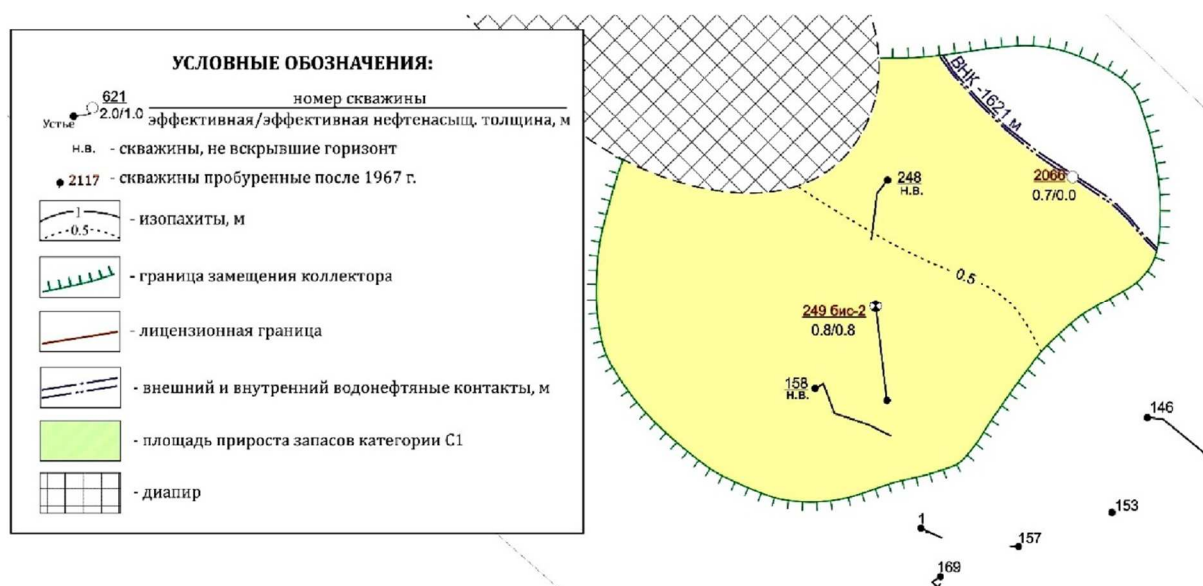 УСЛОВНЫЕ ОБОЗНАЧЕНИЯ:
621
номер скважины
2.0/1.0
эффективная/эффективная нефтенасыщ. толщина, м
Устье
н.в. - скважины, не вскрывшие горизонт
2117 - скважины пробуренные после 1967 г.
1
0.5
- изопахиты, м
- граница замещения коллектора
- лицензионная граница
- внешний и внутренний водонефтяные контакты, м
- площадь прироста запасов категории С1
- диапир
ВНК -1621 м
248
н.в.
2066
0.7/0.0
0.5
249 бис-2
0.8/0.8
158
н.в.
146
153
1
157
169